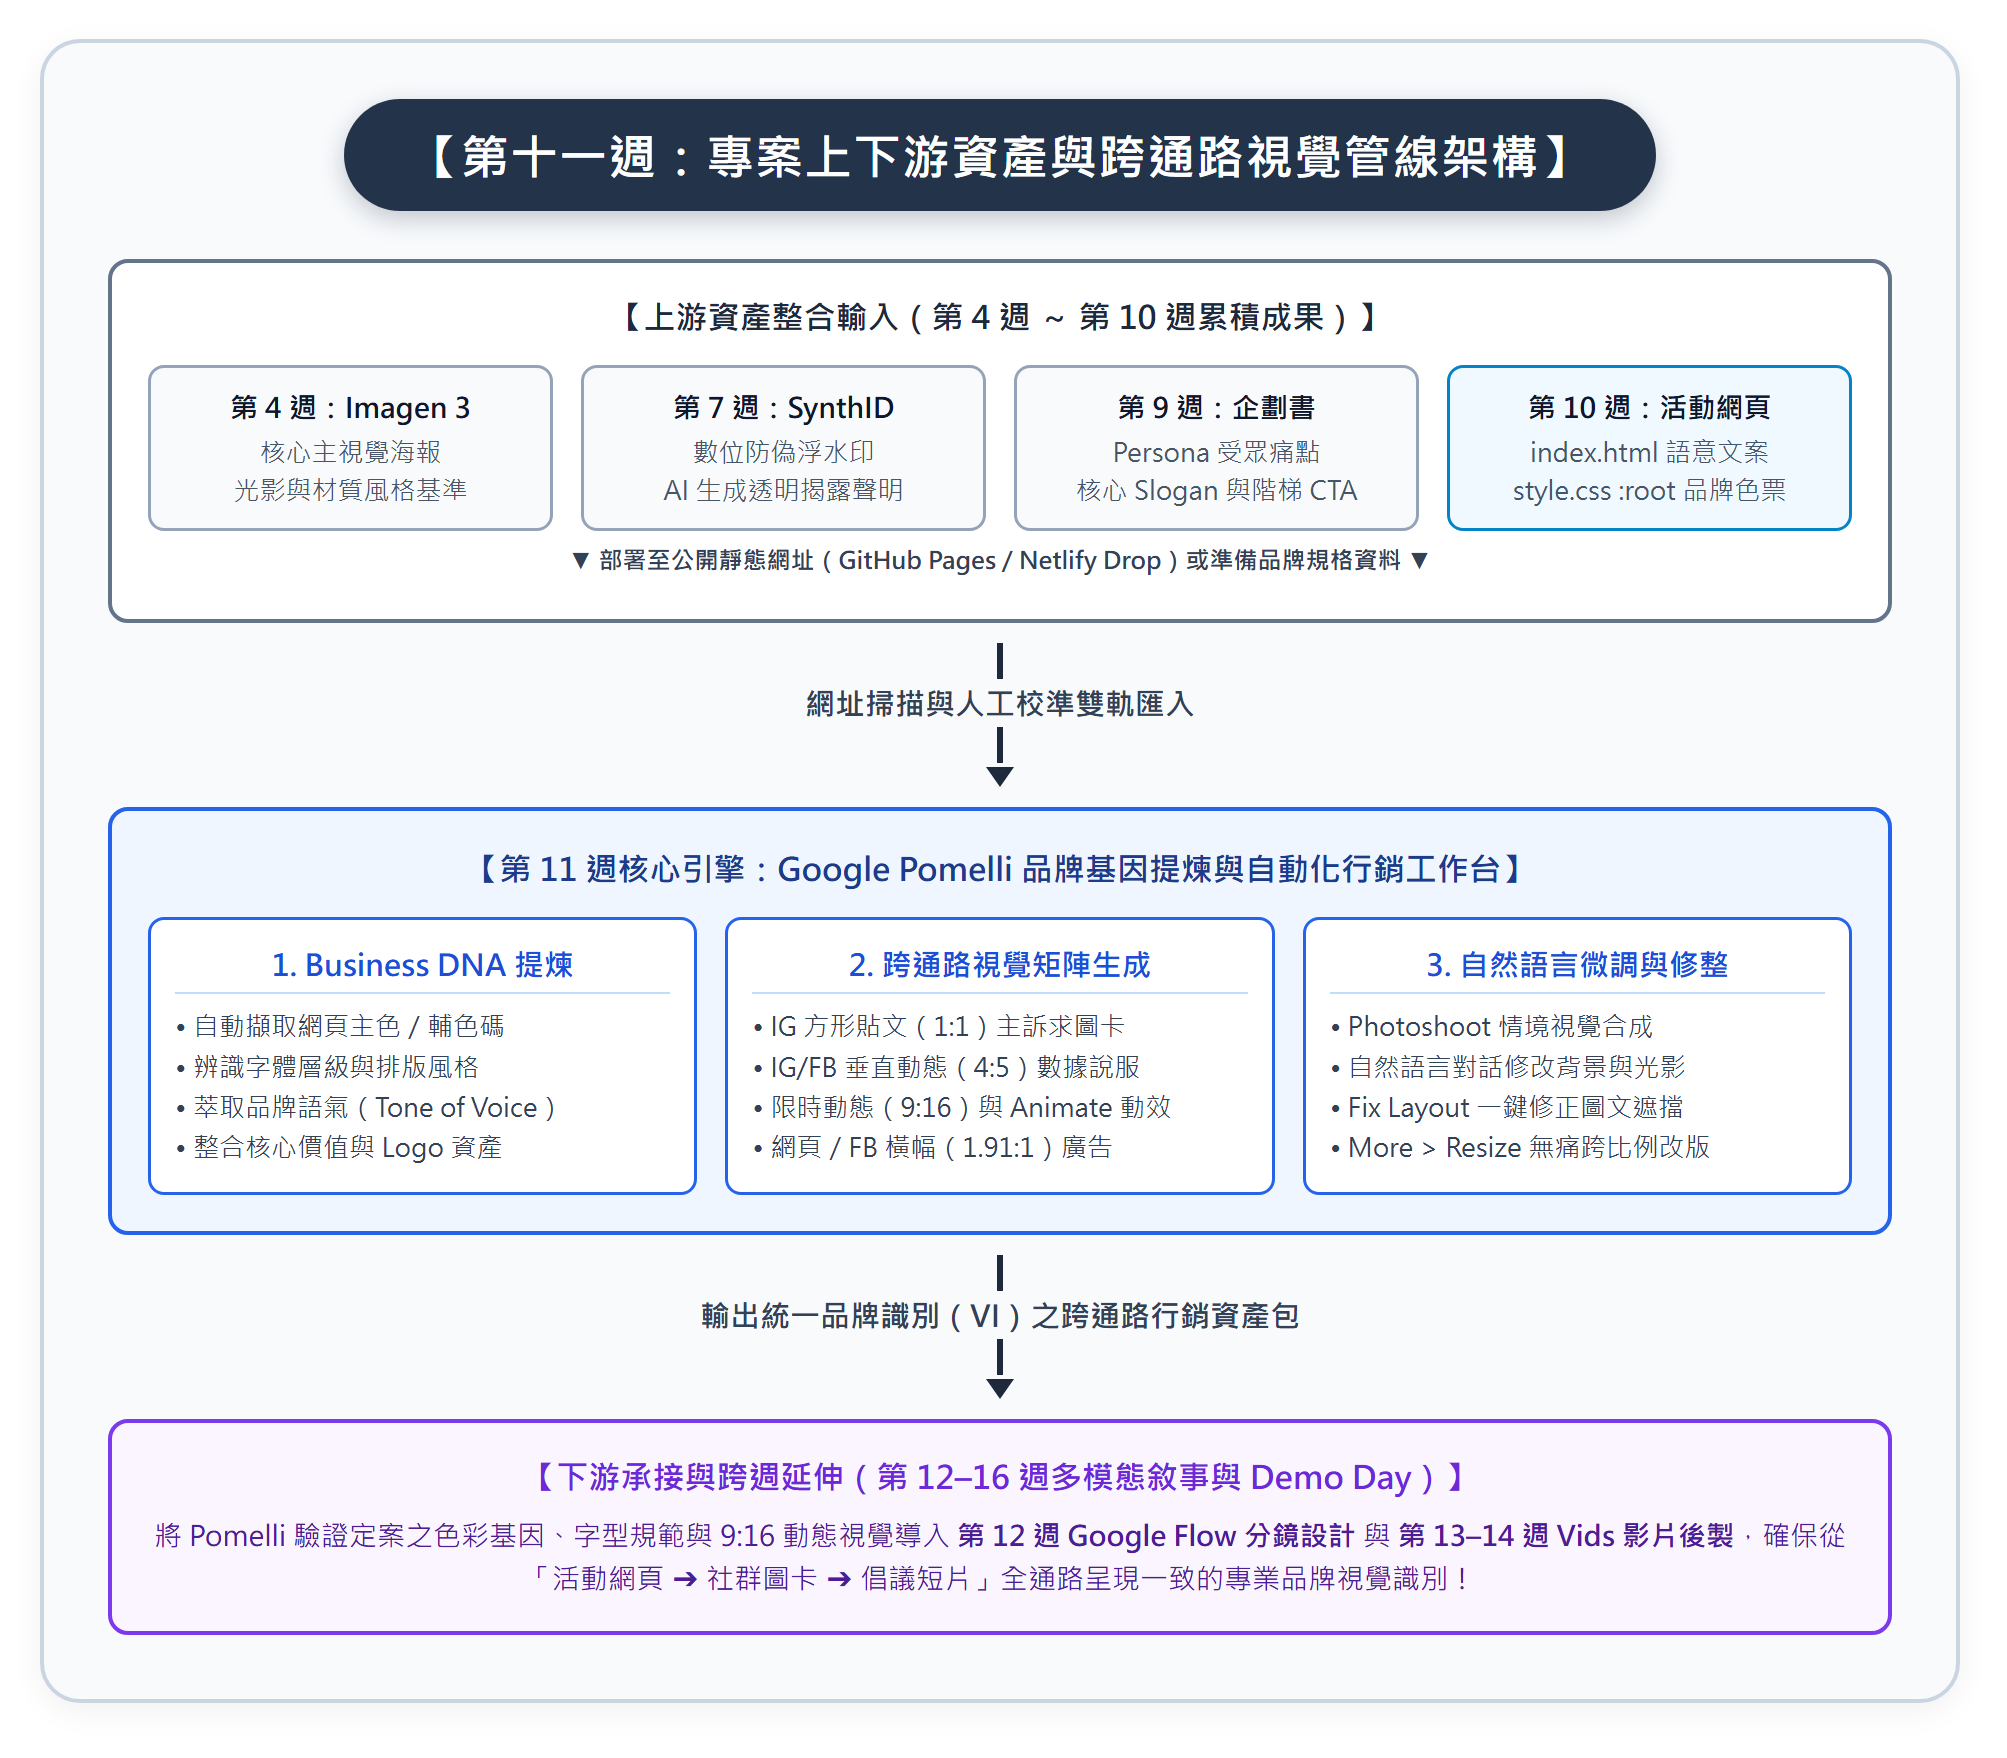 【第十一週：專案上下游資產與跨通路視覺管線架構】
【上游資產整合輸入（第 4 週 ~ 第 10 週累積成果）】
第 4 週：Imagen 3
核心主視覺海報
光影與材質風格基準
第 7 週：SynthID
數位防偽浮水印
AI 生成透明揭露聲明
第 9 週：企劃書
Persona 受眾痛點
核心 Slogan 與階梯 CTA
第 10 週：活動網頁
index.html 語意文案
style.css :root 品牌色票
▼ 部署至公開靜態網址（GitHub Pages / Netlify Drop）或準備品牌規格資料 ▼
網址掃描與人工校準雙軌匯入
【第 11 週核心引擎：Google Pomelli 品牌基因提煉與自動化行銷工作台】
1. Business DNA 提煉
• 自動擷取網頁主色 / 輔色碼
• 辨識字體層級與排版風格
• 萃取品牌語氣（Tone of Voice）
• 整合核心價值與 Logo 資產
2. 跨通路視覺矩陣生成
• IG 方形貼文（1:1）主訴求圖卡
• IG/FB 垂直動態（4:5）數據說服
• 限時動態（9:16）與 Animate 動效
• 網頁 / FB 橫幅（1.91:1）廣告
3. 自然語言微調與修整
• Photoshoot 情境視覺合成
• 自然語言對話修改背景與光影
• Fix Layout 一鍵修正圖文遮擋
• More > Resize 無痛跨比例改版
輸出統一品牌識別（VI）之跨通路行銷資產包
【下游承接與跨週延伸（第 12–16 週多模態敘事與 Demo Day）】
將 Pomelli 驗證定案之色彩基因、字型規範與 9:16 動態視覺導入 第 12 週 Google Flow 分鏡設計 與 第 13–14 週 Vids 影片後製，確保從
「活動網頁 ➔ 社群圖卡 ➔ 倡議短片」全通路呈現一致的專業品牌視覺識別！